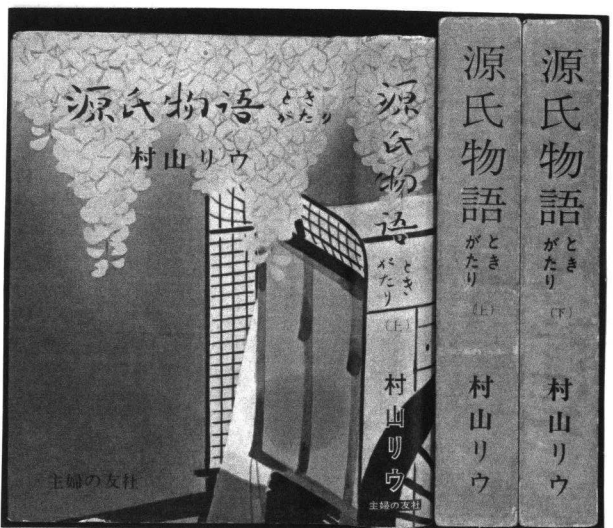 源氏物語 ときがたり
村山リウ
主婦の友社
源氏物語 ときがたり
(上)
村山リウ
主婦の友社
源氏物語 ときがたり
(上)
村山リウ
源氏物語 ときがたり
(下)
村山リウ